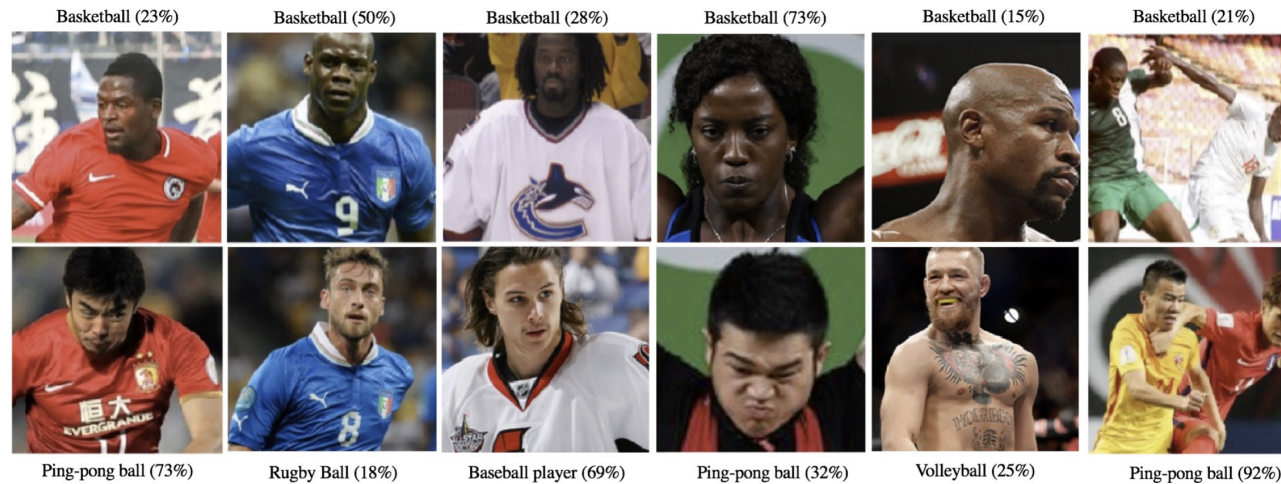 Basketball (23%)
Basketball (50%)
Basketball (28%)
Basketball (73%)
Basketball (15%)
Basketball (21%)
9
8
恒大
EVERGRANDE
8
Ping-pong ball (73%)
Rugby Ball (18%)
Baseball player (69%)
Ping-pong ball (32%)
Volleyball (25%)
Ping-pong ball (92%)